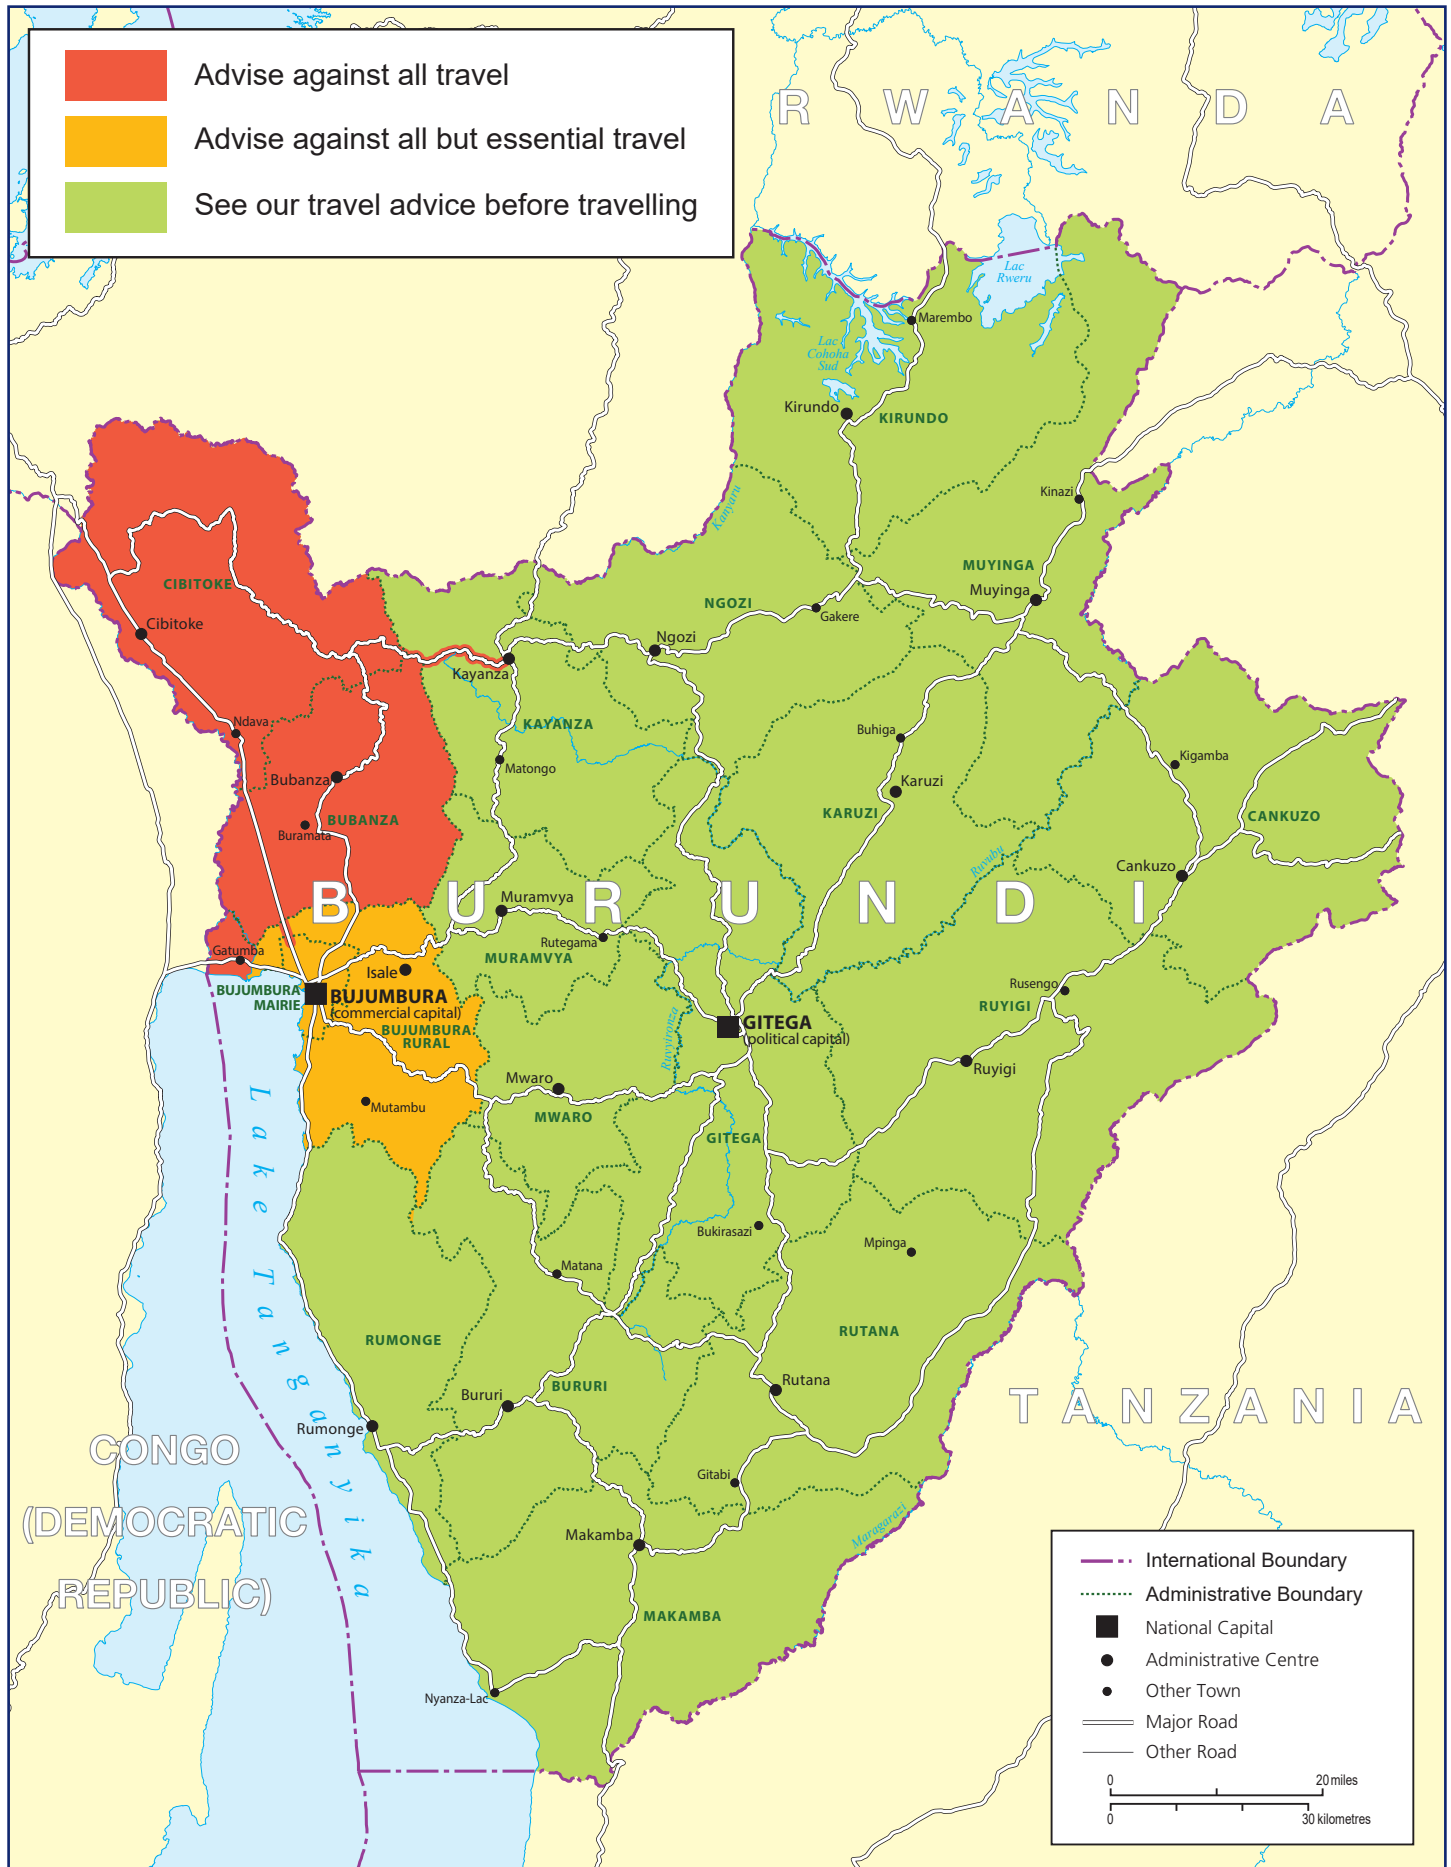 Advise against all travel
Advise against all but essential travel
See our travel advice before travelling
R W A N D A
Lac
Rweru
Marembo
Lac
Cohoha
Sud
Kirundo
KIRUNDO
Kanyaru
Kinazi
MUYINGA
Muyinga
CIBITOKE
Cibitoke
NGOZI
Gakere
Ngozi
Kayanza
KAYANZA
Ndava
Matongo
Buhiga
Kigamba
Bubanza
Karuzi
KARUZI
CANKUZO
BUBANZA
Buramata
Ruvubu
Cankuzo
B U R U N D I
Muramvya
Rutegama
MURAMVYA
Gatumba
Isale
BUJUMBURA
MAIRIE
BUJUMBURA
(commercial capital)
BUJUMBURA
RURAL
Rusengo
RUYIGI
GITEGA
(political capital)
Ruvyironza
Ruyigi
Mwaro
MWARO
Mutambu
GITEGA
Lake Tanganyika
Bukirasazi
Mpinga
Matana
RUMONGE
RUTANA
BURURI
Bururi
Rutana
Rumonge
T A N Z A N I A
CONGO
(DEMOCRATIC
REPUBLIC)
Gitabi
Maragarazi
Makamba
MAKAMBA
Nyanza-Lac
International Boundary
Administrative Boundary
National Capital
Administrative Centre
Other Town
Major Road
Other Road
0 20 miles
0 30 kilometres